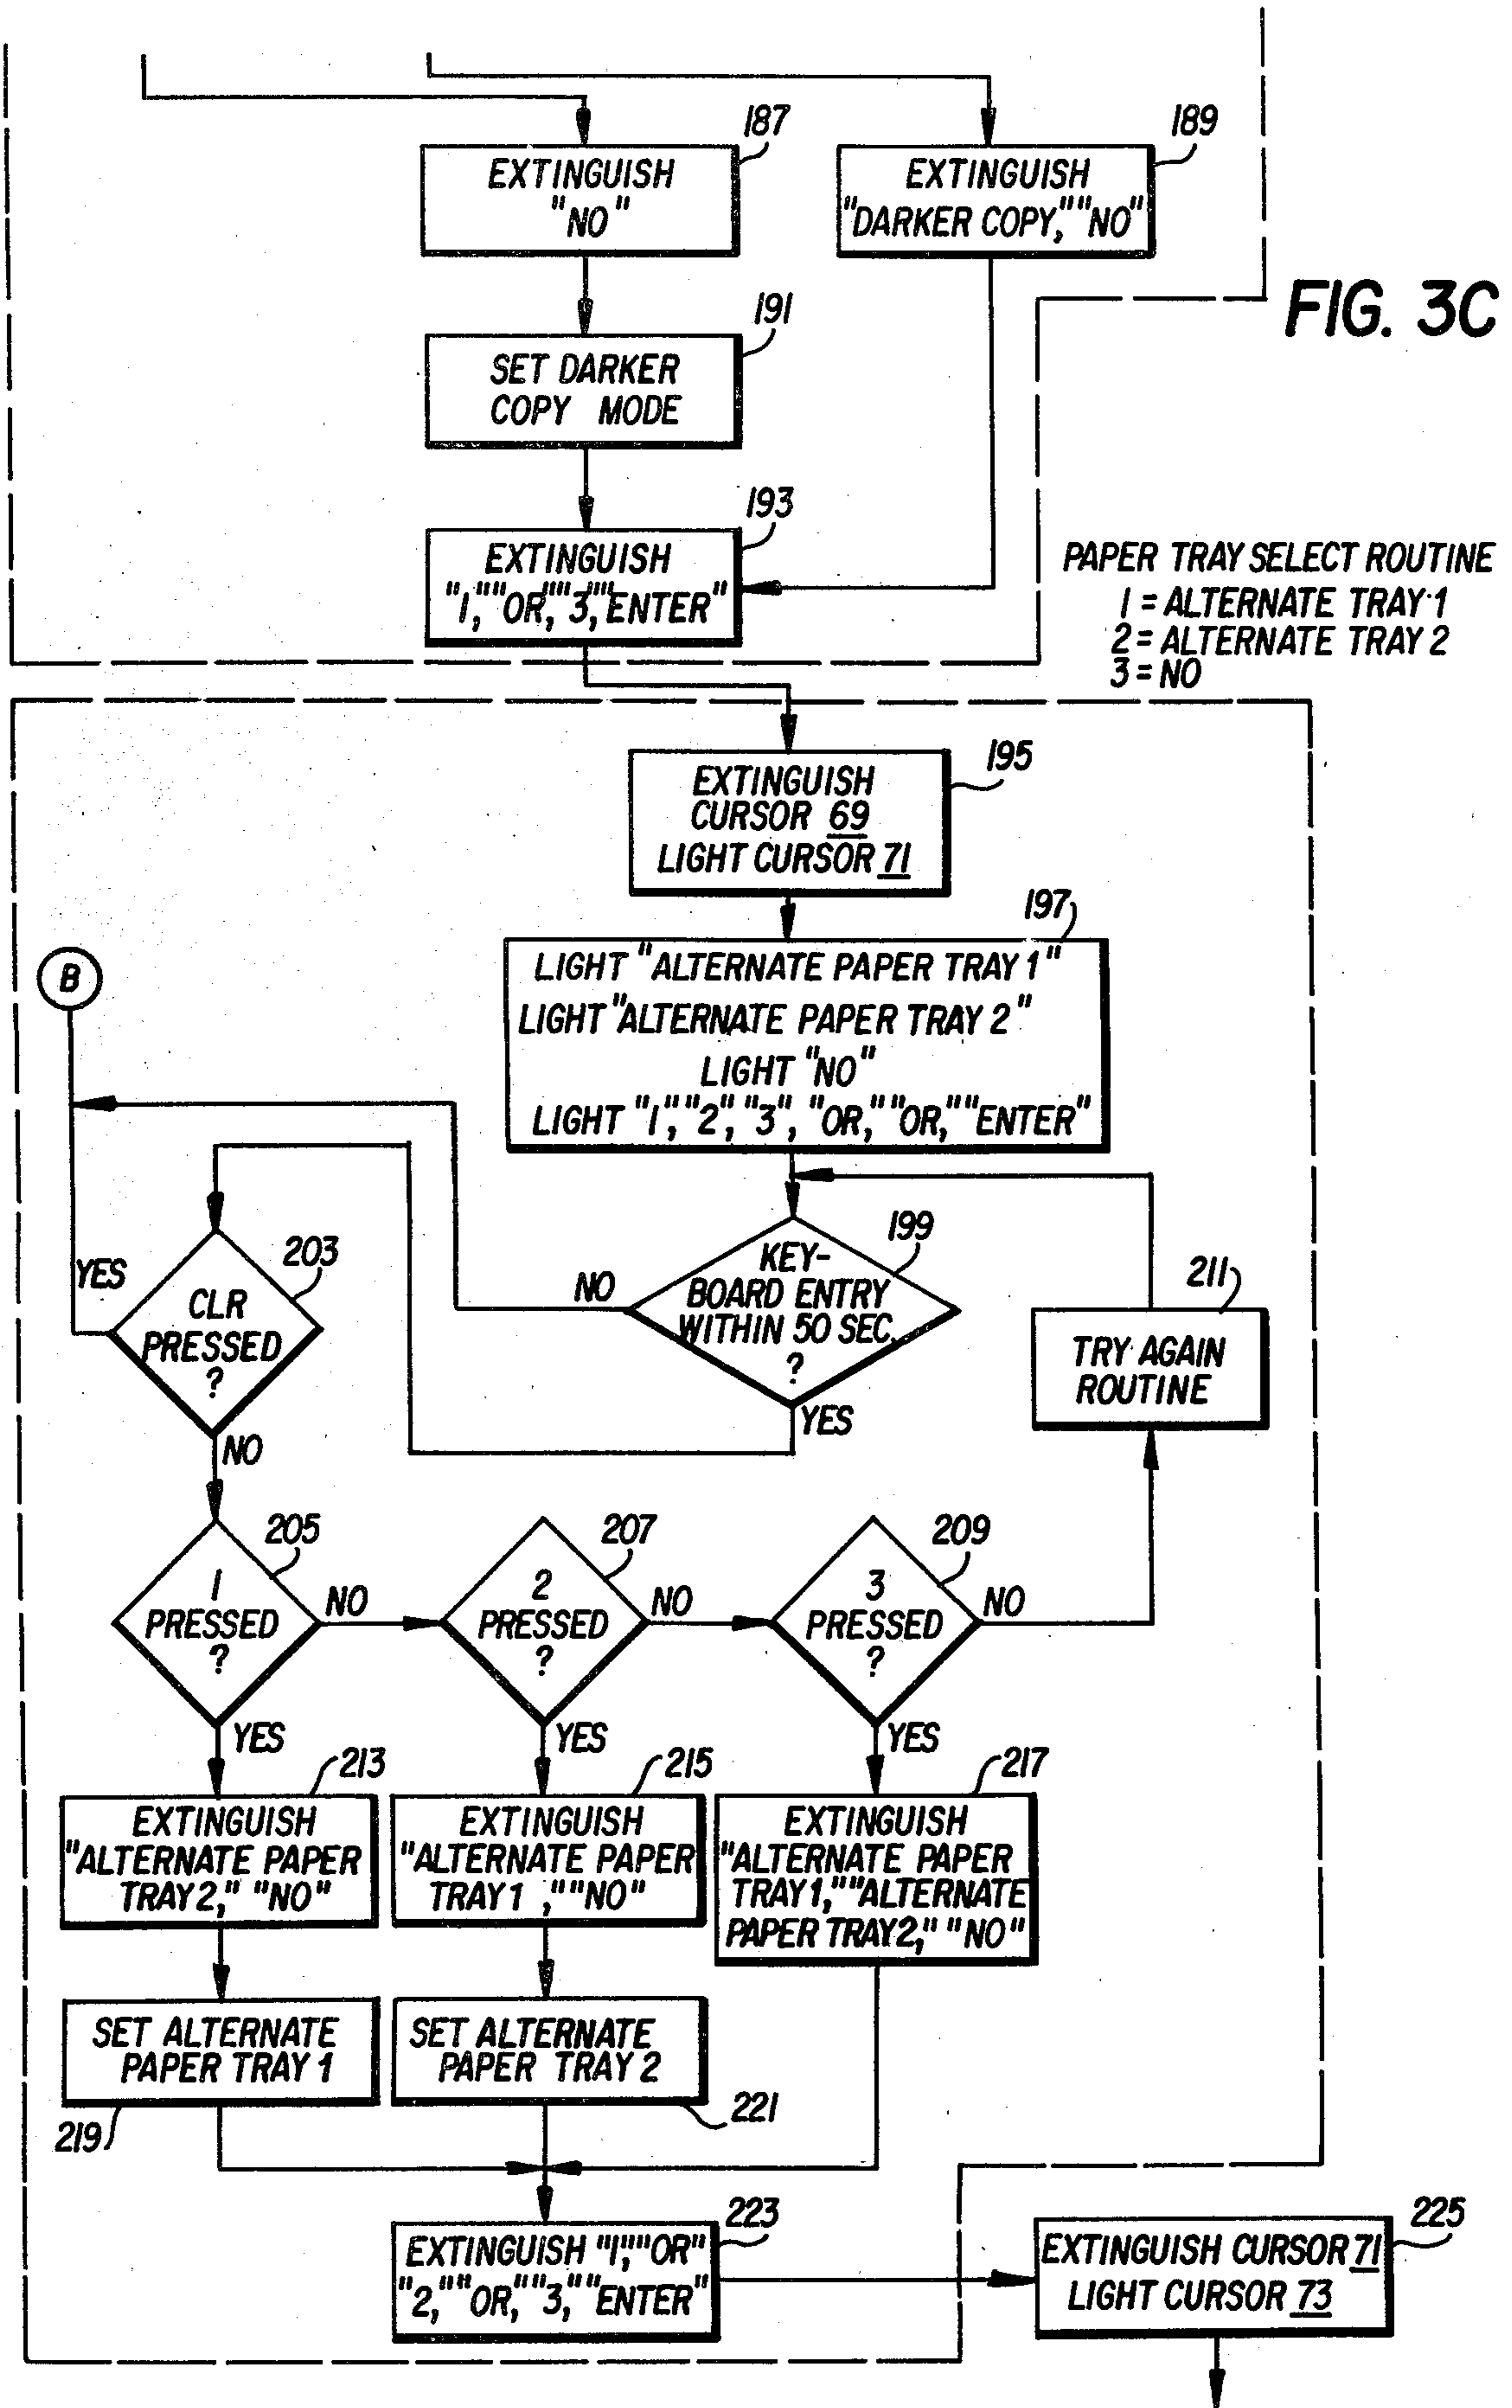 187
EXTINGUISH
"NO"
189
EXTINGUISH
"DARKER COPY,""NO"
FIG. 3C
191
SET DARKER
COPY MODE
193
EXTINGUISH
"1,""OR,""3,""ENTER"
PAPER TRAY SELECT ROUTINE
1 = ALTERNATE TRAY 1
2 = ALTERNATE TRAY 2
3 = NO
195
EXTINGUISH
CURSOR 69
LIGHT CURSOR 71
197
LIGHT "ALTERNATE PAPER TRAY 1"
LIGHT "ALTERNATE PAPER TRAY 2"
LIGHT "NO"
LIGHT "1,""2","3","OR,""OR,""ENTER"
B
199
KEY-
BOARD ENTRY
WITHIN 50 SEC.
?
NO
YES
203
CLR
PRESSED
?
YES
NO
211
TRY AGAIN
ROUTINE
205
1
PRESSED
?
NO
YES
207
2
PRESSED
?
NO
YES
209
3
PRESSED
?
NO
YES
213
EXTINGUISH
"ALTERNATE PAPER
TRAY 2,""NO"
215
EXTINGUISH
"ALTERNATE PAPER
TRAY 1,""NO"
217
EXTINGUISH
"ALTERNATE PAPER
TRAY 1,""ALTERNATE
PAPER TRAY 2,""NO"
SET ALTERNATE
PAPER TRAY 1
219
SET ALTERNATE
PAPER TRAY 2
221
223
EXTINGUISH "1,""OR"
"2,""OR,""3,""ENTER"
225
EXTINGUISH CURSOR 71
LIGHT CURSOR 73